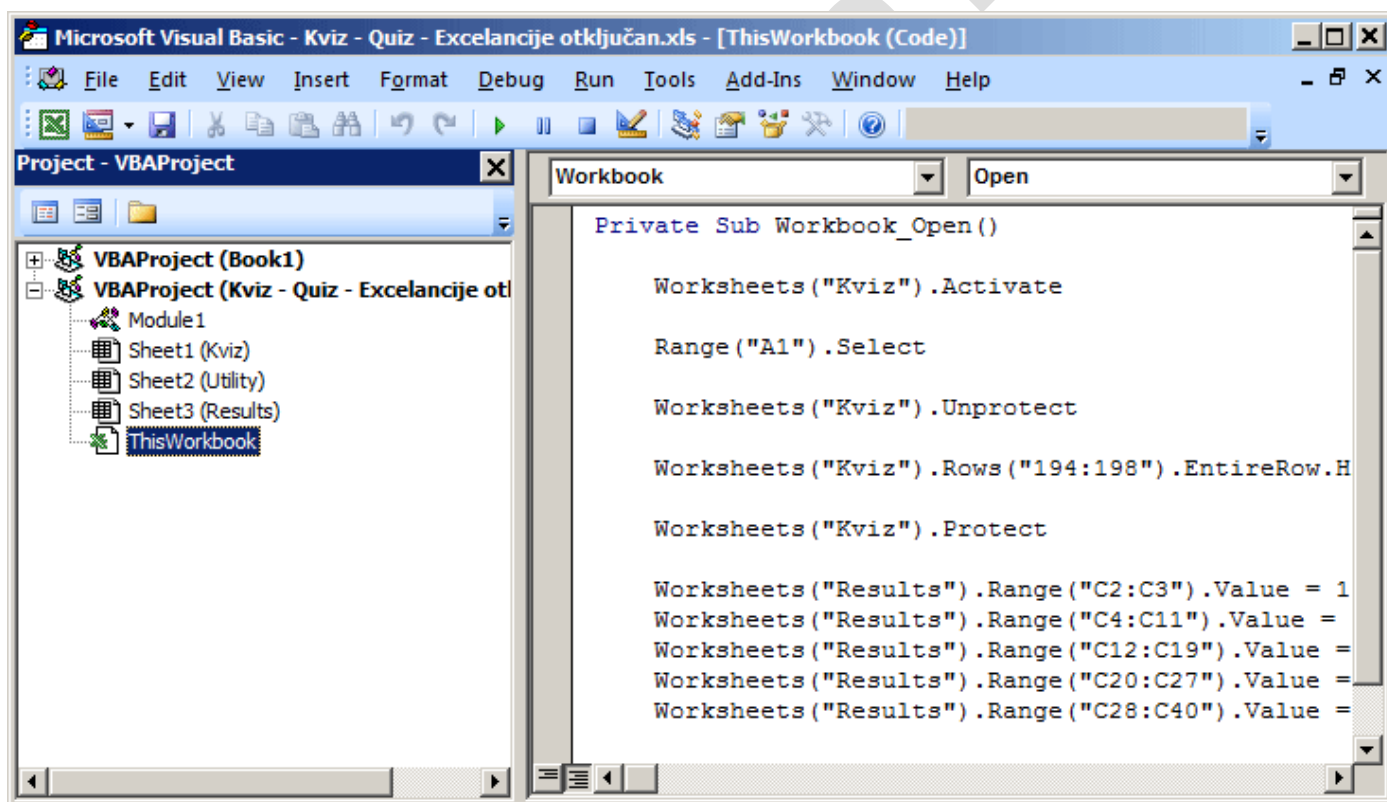 Microsoft Visual Basic - Kviz - Quiz - Excelancije otključan.xls - [ThisWorkbook (Code)]
File Edit View Insert Format Debug Run Tools Add-Ins Window Help
Project - VBAProject
VBAProject (Book1)
VBAProject (Kviz - Quiz - Excelancije otl
Module1
Sheet1 (Kviz)
Sheet2 (Utility)
Sheet3 (Results)
ThisWorkbook
Workbook Open
Private Sub Workbook_Open()
Worksheets("Kviz").Activate
Range("A1").Select
Worksheets("Kviz").Unprotect
Worksheets("Kviz").Rows("194:198").EntireRow.H
Worksheets("Kviz").Protect
Worksheets("Results").Range("C2:C3").Value = 1
Worksheets("Results").Range("C4:C11").Value =
Worksheets("Results").Range("C12:C19").Value =
Worksheets("Results").Range("C20:C27").Value =
Worksheets("Results").Range("C28:C40").Value =